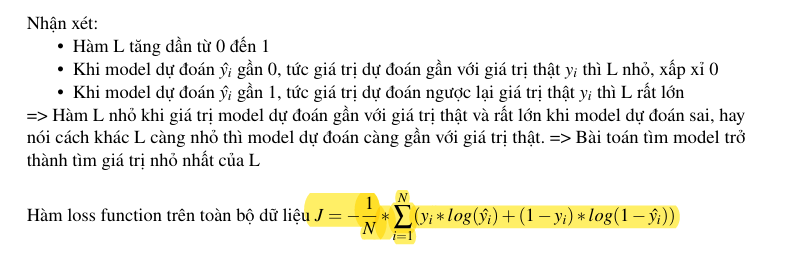 Nhận xét:
• Hàm L tăng dần từ 0 đến 1
• Khi model dự đoán ŷᵢ gần 0, tức giá trị dự đoán gần với giá trị thật yᵢ thì L nhỏ, xấp xỉ 0
• Khi model dự đoán ŷᵢ gần 1, tức giá trị dự đoán ngược lại giá trị thật yᵢ thì L rất lớn
=> Hàm L nhỏ khi giá trị model dự đoán gần với giá trị thật và rất lớn khi model dự đoán sai, hay
nói cách khác L càng nhỏ thì model dự đoán càng gần với giá trị thật. => Bài toán tìm model trở
thành tìm giá trị nhỏ nhất của L
Hàm loss function trên toàn bộ dữ liệu J = −1/N ∗ ∑_{i=1}^{N} (yᵢ ∗ log(ŷᵢ) + (1 − yᵢ) ∗ log(1 − ŷᵢ))